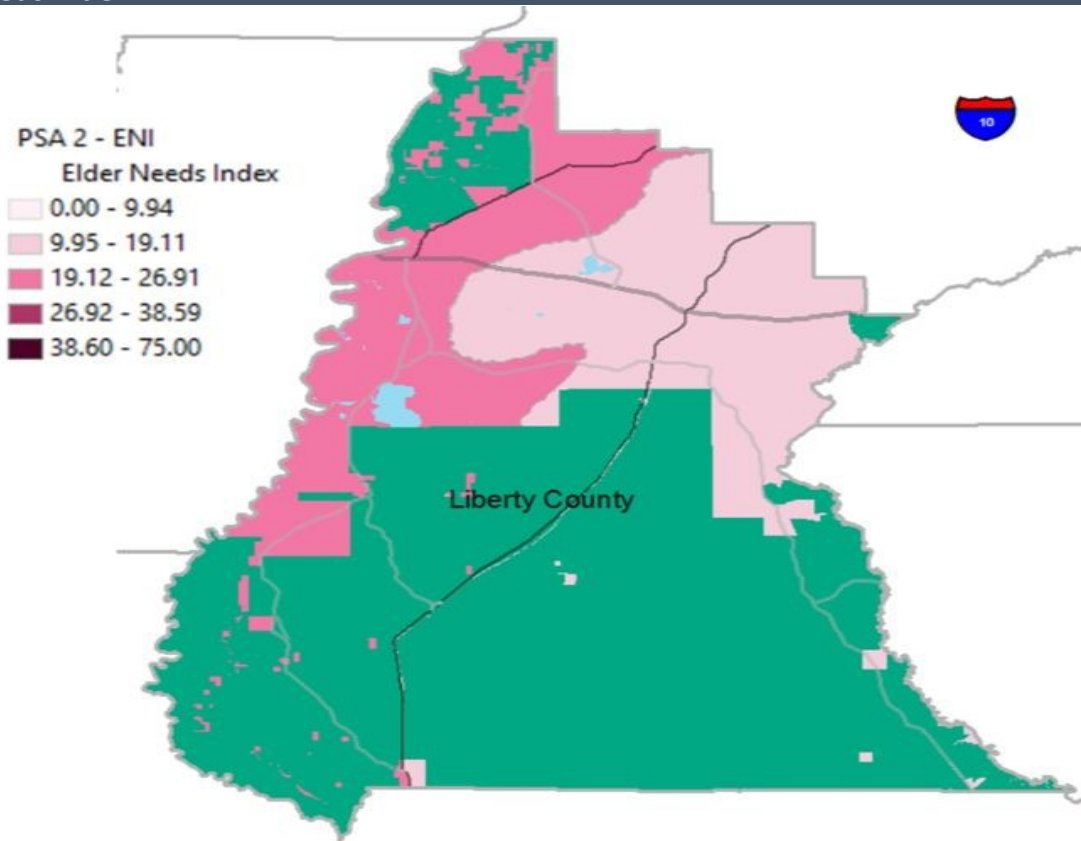 PSA 2 - ENI
Elder Needs Index
0.00 - 9.94
9.95 - 19.11
19.12 - 26.91
26.92 - 38.59
38.60 - 75.00
10
Liberty County